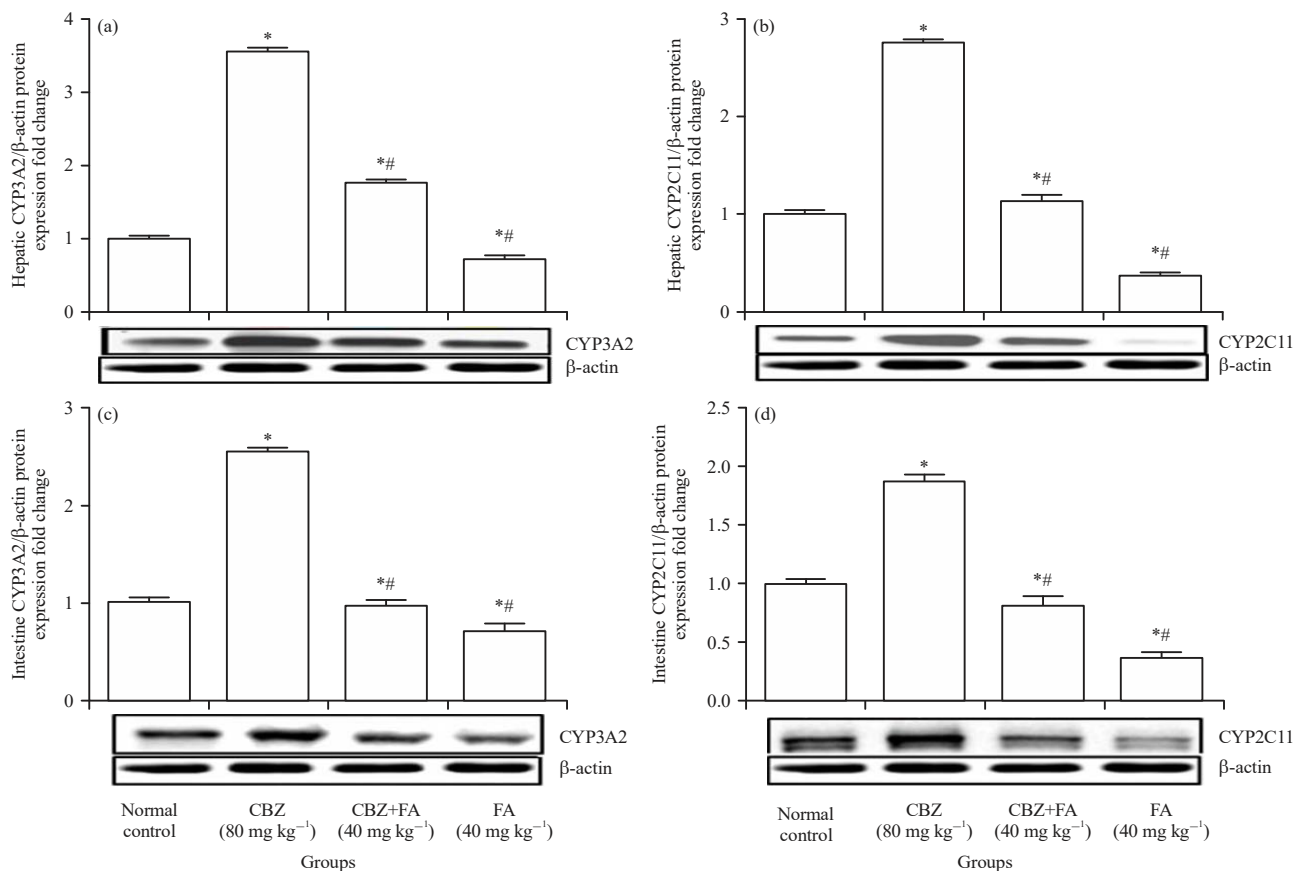 (a)
Hepatic CYP3A2/β-actin protein
expression fold change
4
3
2
1
0
*
*#
*#
CYP3A2
β-actin
(b)
Hepatic CYP2C11/β-actin protein
expression fold change
3
2
1
0
*
*#
*#
CYP2C11
β-actin
(c)
Intestine CYP3A2/β-actin protein
expression fold change
3
2
1
0
*
*#
*#
CYP3A2
β-actin
Normal
control
CBZ
(80 mg kg⁻¹)
CBZ+FA
(40 mg kg⁻¹)
FA
(40 mg kg⁻¹)
Groups
(d)
Intestine CYP2C11/β-actin protein
expression fold change
2.5
2.0
1.5
1.0
0.5
0.0
*
*#
*#
CYP2C11
β-actin
Normal
control
CBZ
(80 mg kg⁻¹)
CBZ+FA
(40 mg kg⁻¹)
FA
(40 mg kg⁻¹)
Groups